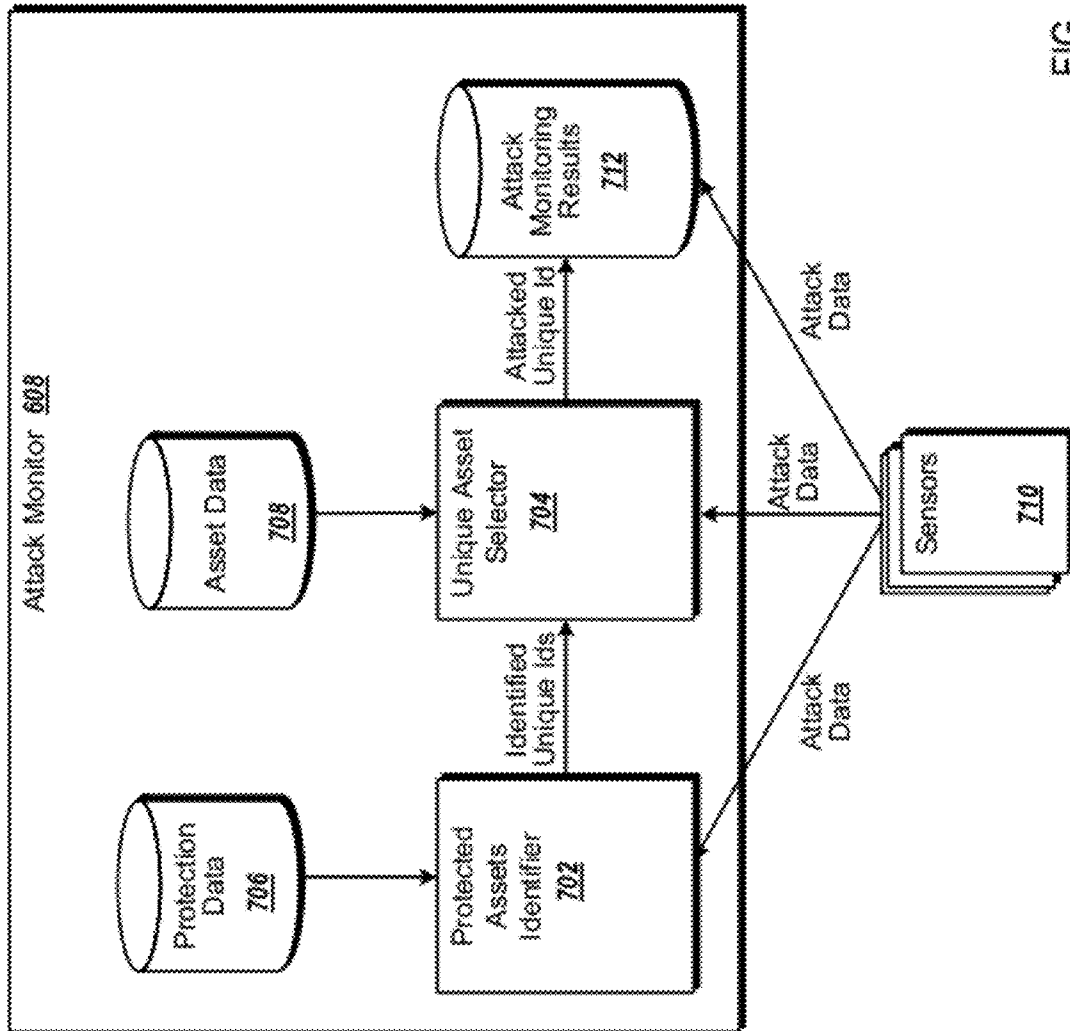 Attack Monitor 608
Protection
Data
706
Asset Data
708
Protected
Assets
Identifier
702
Identified
Unique Ids
Unique Asset
Selector
704
Attacked
Unique Id
Attack
Monitoring
Results
712
Attack
Data
Attack
Data
Attack
Data
Sensors
710